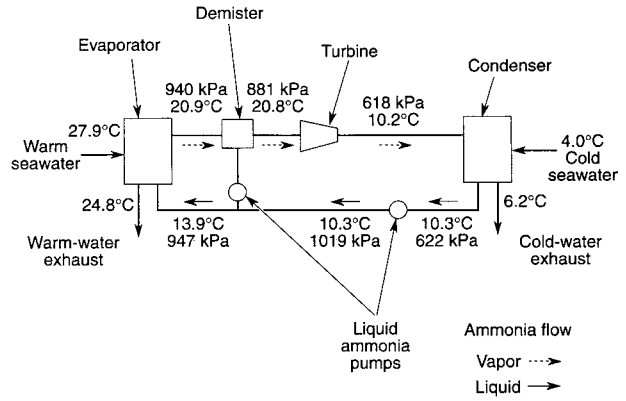 Demister
Evaporator
Turbine
Condenser
940 kPa
20.9°C
881 kPa
20.8°C
618 kPa
10.2°C
27.9°C
Warm
seawater
4.0°C
Cold
seawater
24.8°C
6.2°C
13.9°C
947 kPa
10.3°C
1019 kPa
10.3°C
622 kPa
Warm-water
exhaust
Cold-water
exhaust
Liquid
ammonia
pumps
Ammonia flow
Vapor
Liquid